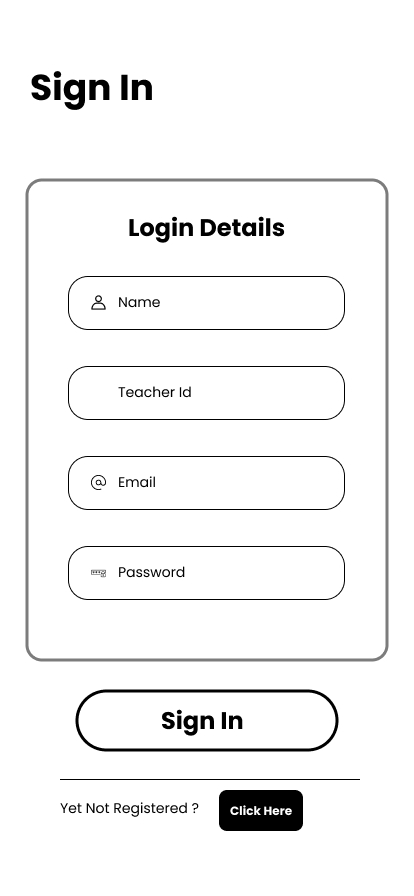 Sign In
Login Details
Name
Teacher Id
Email
Password
Sign In
Yet Not Registered ?
Click Here